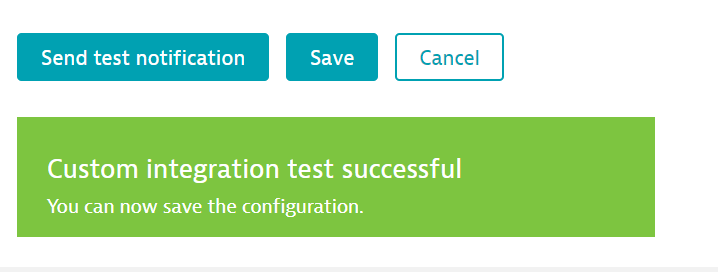 Send test notification Save Cancel
Custom integration test successful
You can now save the configuration.